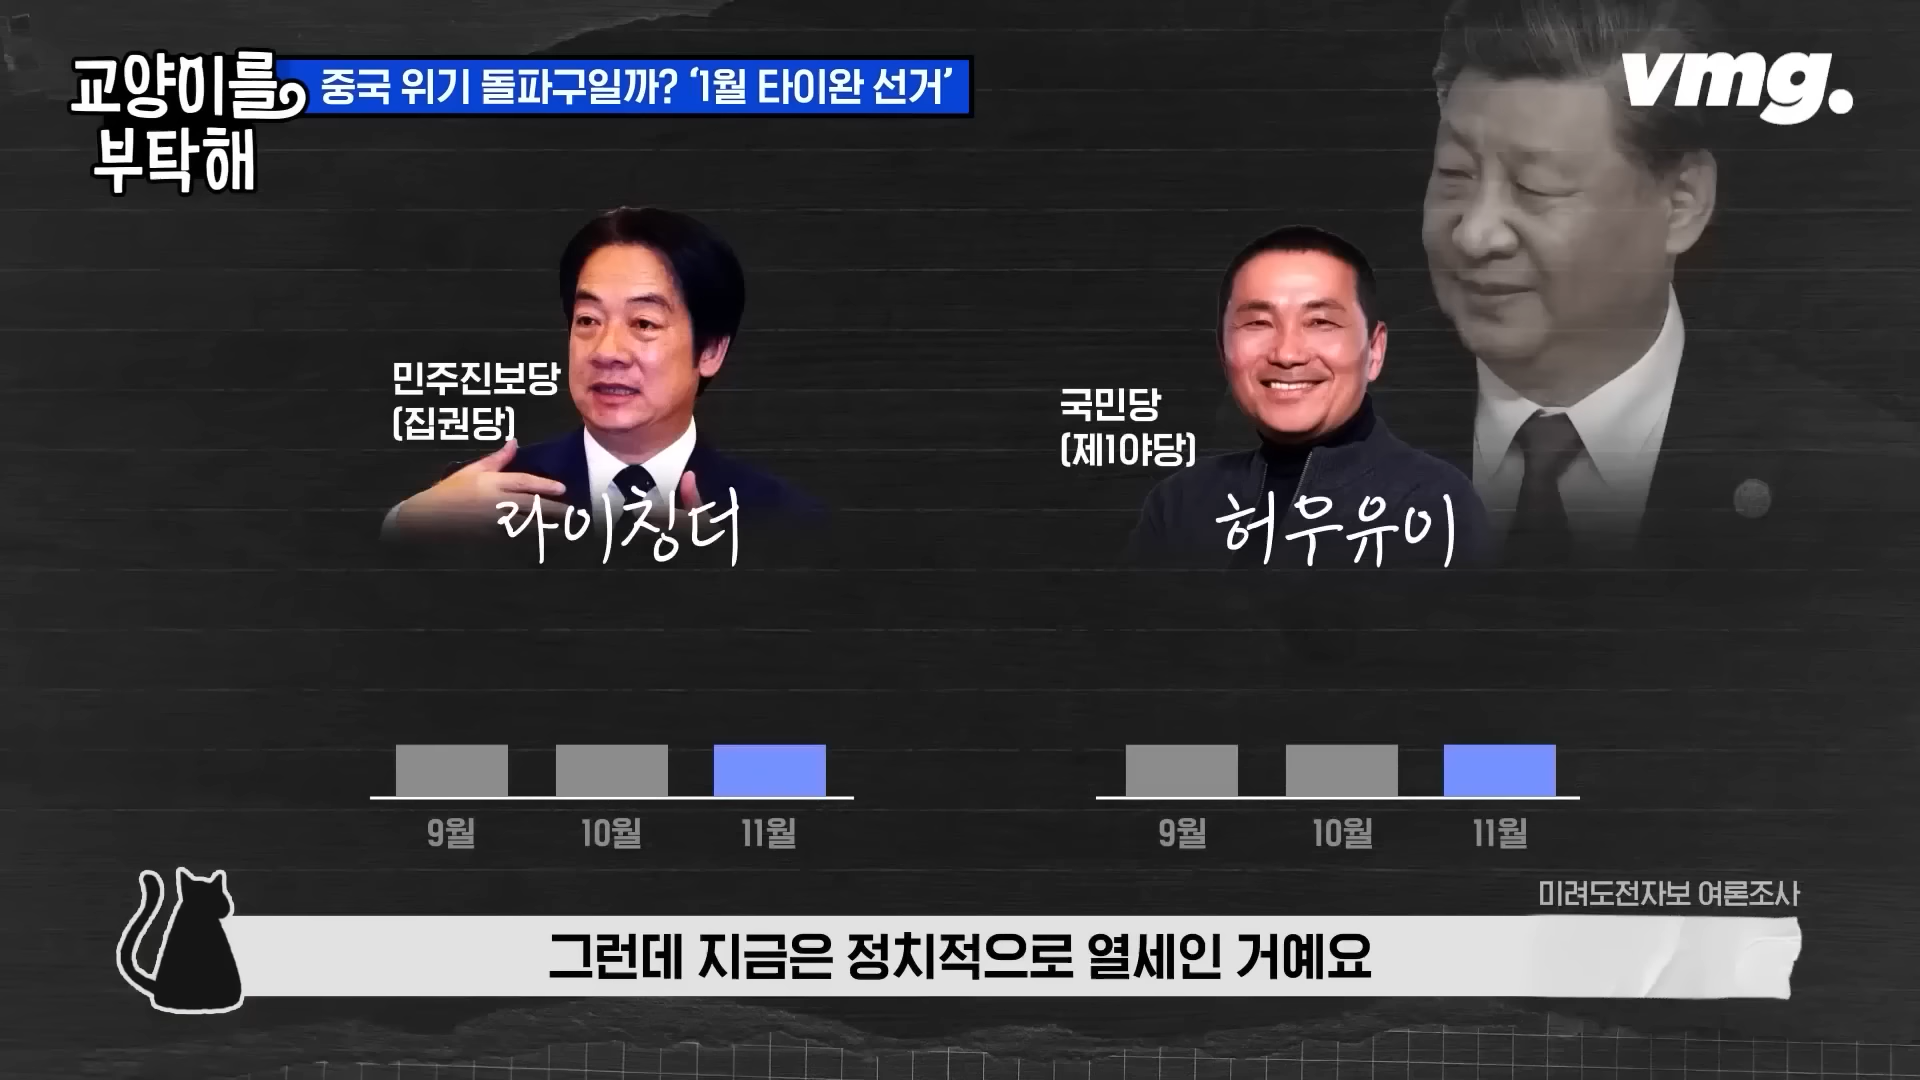 교양이를
부탁해
중국 위기 돌파구일까? ‘1월 타이완 선거’
vmg.
민주진보당
(집권당)
라이칭더
국민당
(제1야당)
허우유이
9월 10월 11월
9월 10월 11월
미려도전자보 여론조사
그런데 지금은 정치적으로 열세인 거예요